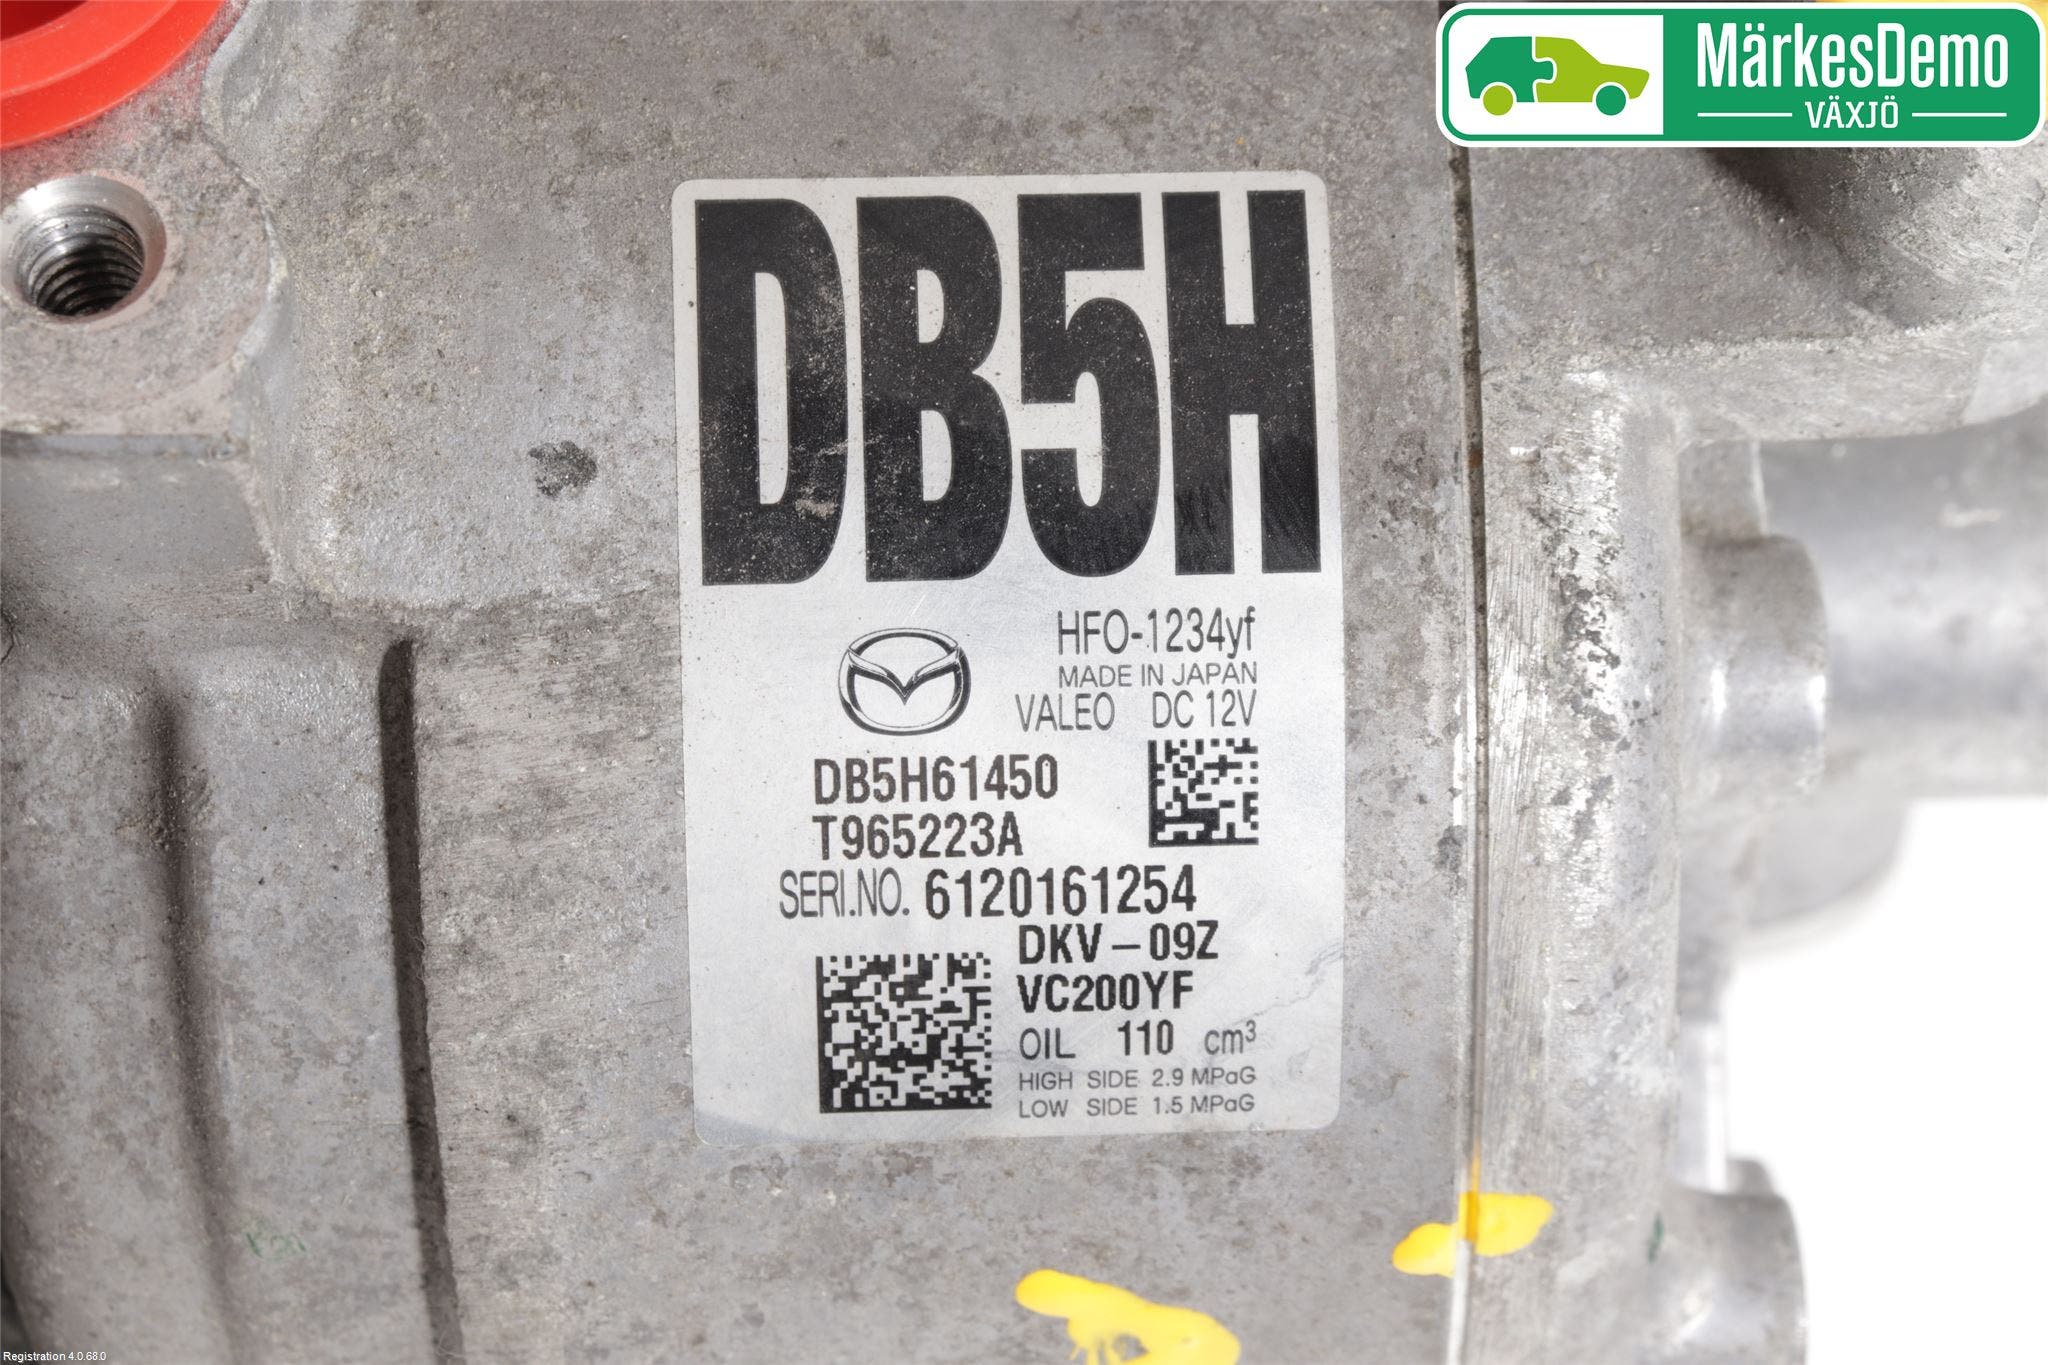 MärkesDemo
VÄXJÖ
DB5H
HFO-1234yf
MADE IN JAPAN
VALEO DC 12V
DB5H61450
T965223A
SERI.NO. 6120161254
DKV-09Z
VC200YF
OIL 110 cm³
HIGH SIDE 2.9 MPaG
LOW SIDE 1.5 MPaG
Registration 4.0.68.0